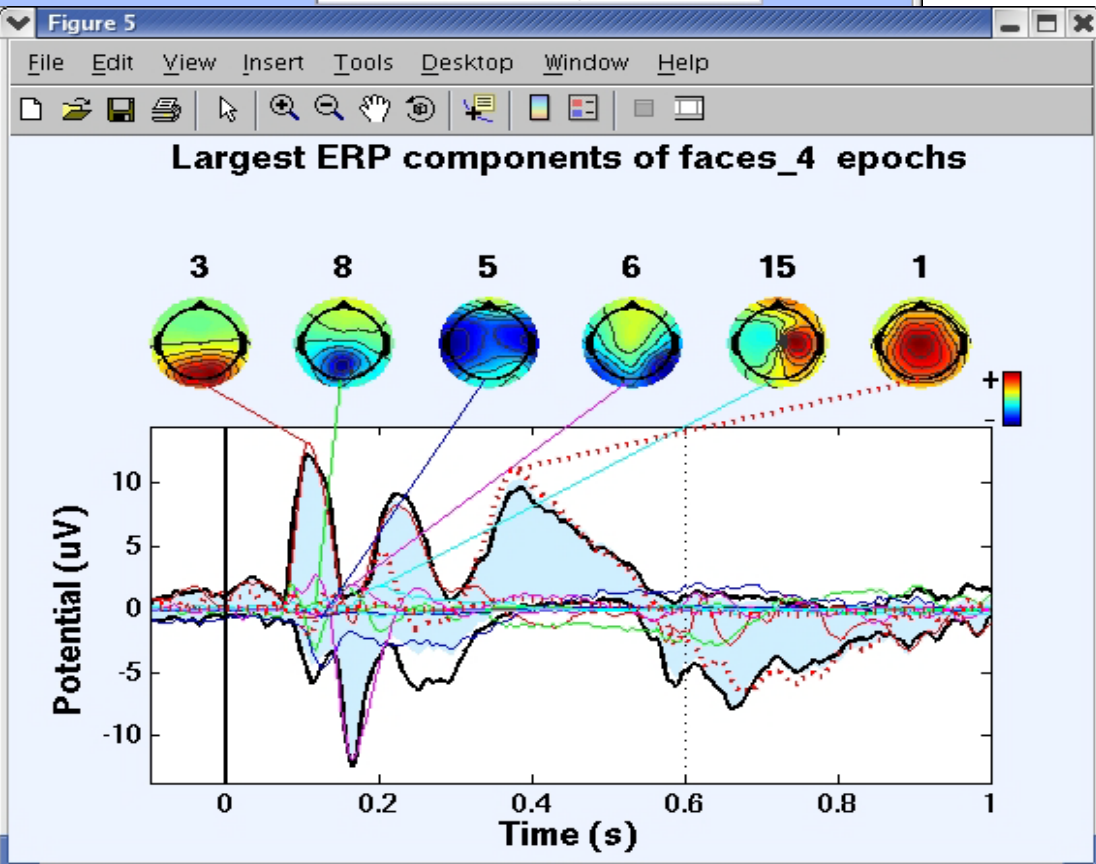 Figure 5
File Edit View Insert Tools Desktop Window Help
Largest ERP components of faces_4 epochs
3 8 5 6 15 1
+
-
10
5
0
-5
-10
Potential (uV)
0 0.2 0.4 0.6 0.8 1
Time (s)